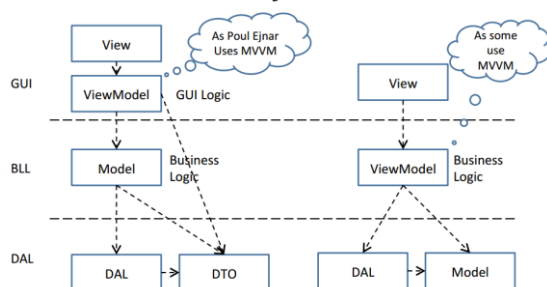 View
As Poul Ejnar
Uses MVVM
As some
use
MVVM
GUI
ViewModel
GUI Logic
View
BLL
Model
Business
Logic
ViewModel
Business
Logic
DAL
DAL
DTO
DAL
Model